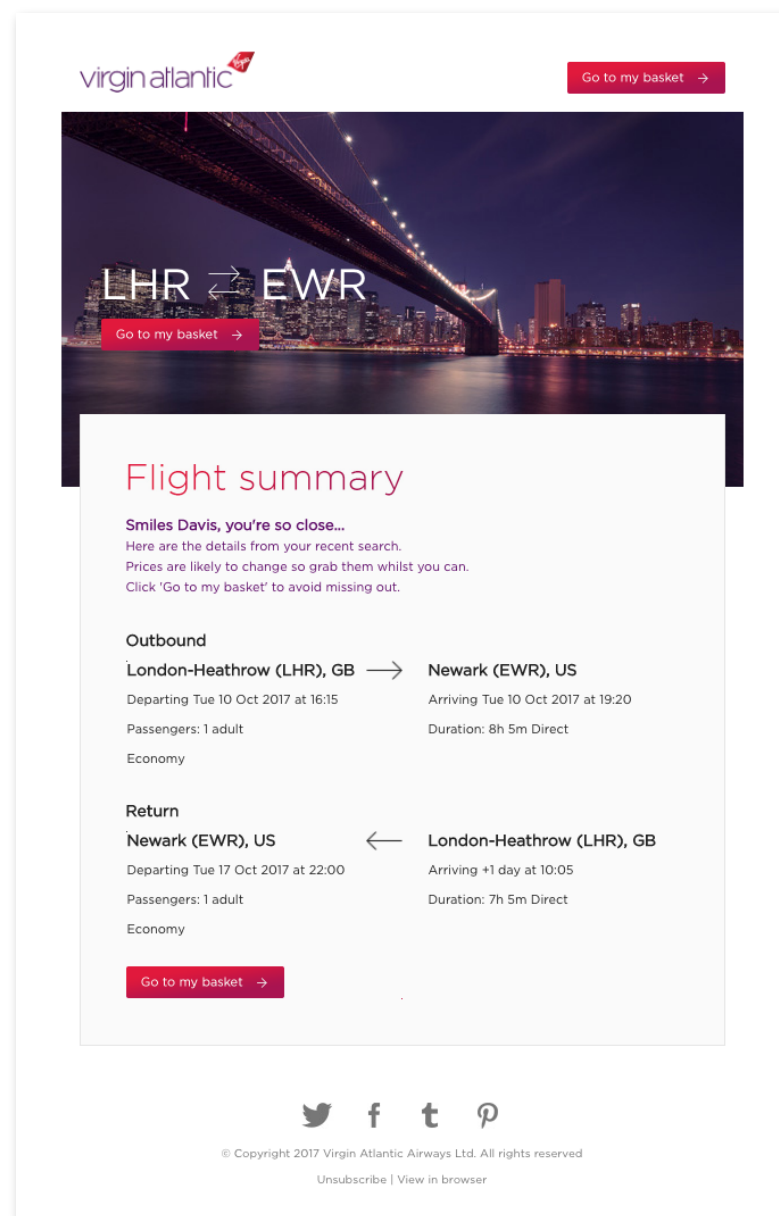 virgin atlantic
Go to my basket →
LHR ⇄ EWR
Go to my basket →
Flight summary
Smiles Davis, you're so close...
Here are the details from your recent search.
Prices are likely to change so grab them whilst you can.
Click 'Go to my basket' to avoid missing out.
Outbound
London-Heathrow (LHR), GB → Newark (EWR), US
Departing Tue 10 Oct 2017 at 16:15 Arriving Tue 10 Oct 2017 at 19:20
Passengers: 1 adult Duration: 8h 5m Direct
Economy
Return
Newark (EWR), US ← London-Heathrow (LHR), GB
Departing Tue 17 Oct 2017 at 22:00 Arriving +1 day at 10:05
Passengers: 1 adult Duration: 7h 5m Direct
Economy
Go to my basket →
© Copyright 2017 Virgin Atlantic Airways Ltd. All rights reserved
Unsubscribe | View in browser